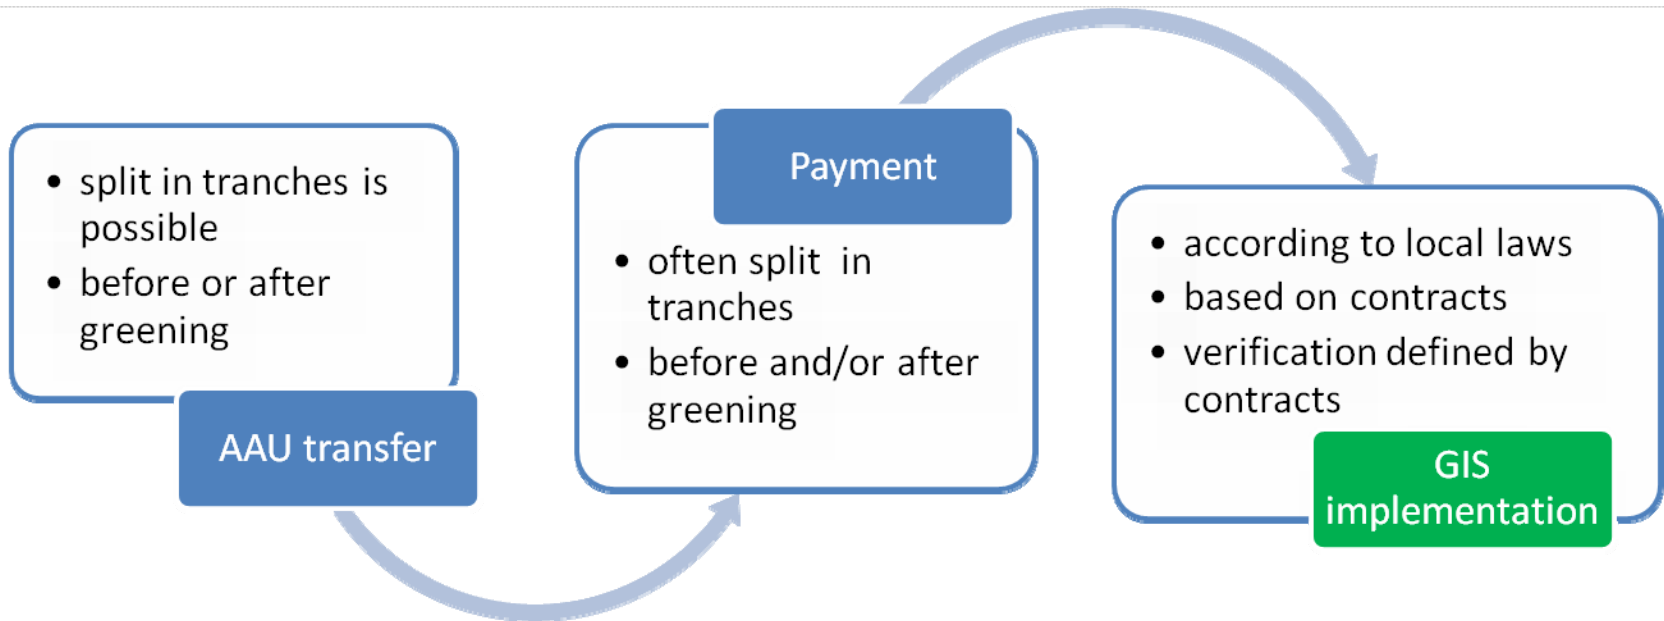 • split in tranches is
possible
• before or after
greening
AAU transfer
Payment
• often split in
tranches
• before and/or after
greening
• according to local laws
• based on contracts
• verification defined by
contracts
GIS
implementation